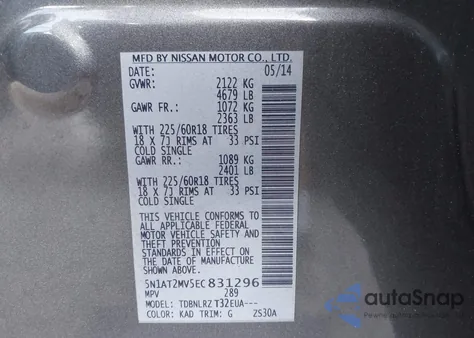 MFD BY NISSAN MOTOR CO., LTD.
DATE: 05/14
GVWR: 2122 KG
4679 LB
GAWR FR.: 1072 KG
2363 LB
WITH 225/60R18 TIRES
18 X 7J RIMS AT 33 PSI
COLD SINGLE
GAWR RR.: 1089 KG
2401 LB
WITH 225/60R18 TIRES
18 X 7J RIMS AT 33 PSI
COLD SINGLE
THIS VEHICLE CONFORMS TO
ALL APPLICABLE FEDERAL
MOTOR VEHICLE SAFETY AND
THEFT PREVENTION
STANDARDS IN EFFECT ON
THE DATE OF MANUFACTURE
SHOWN ABOVE.
5N1AT2MV5EC831296
MPV 289
MODEL: TDBNLRZ T32EUA---
COLOR: KAD TRIM: G ZS30A
autoSnap